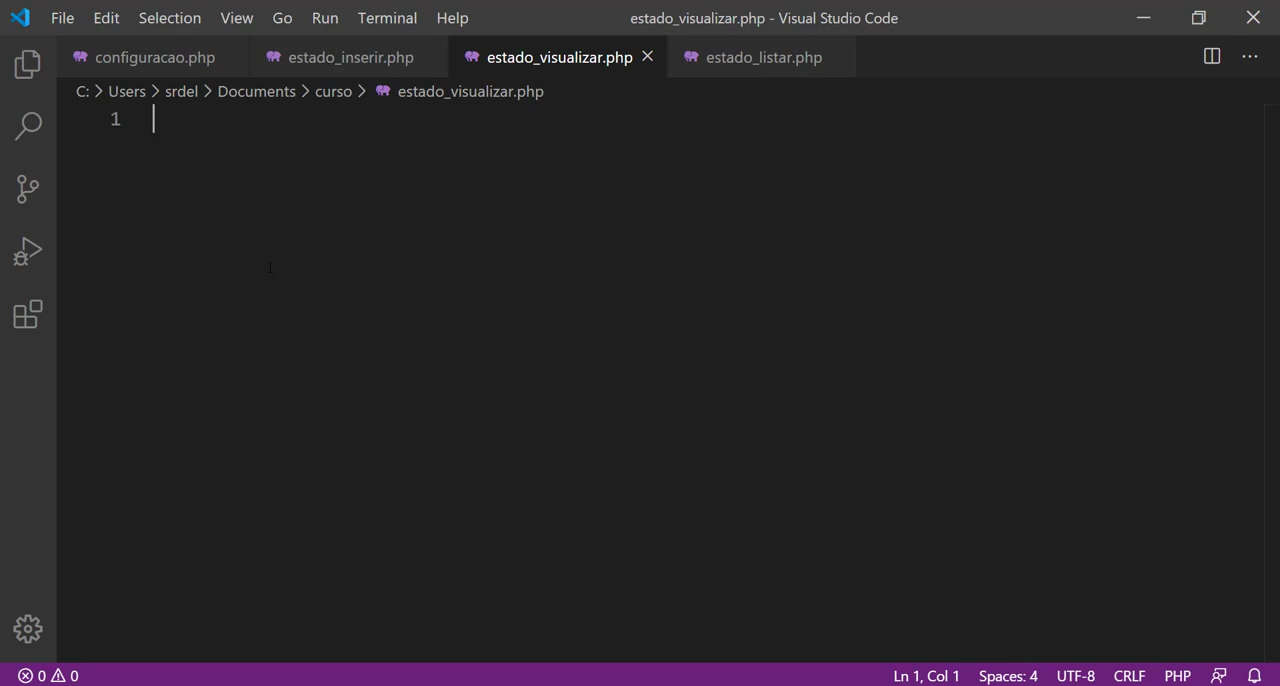 File Edit Selection View Go Run Terminal Help estado_visualizar.php - Visual Studio Code
configuracao.php estado_inserir.php estado_visualizar.php estado_listar.php
C: > Users > srdel > Documents > curso > estado_visualizar.php
1
0 0 Ln 1, Col 1 Spaces: 4 UTF-8 CRLF PHP